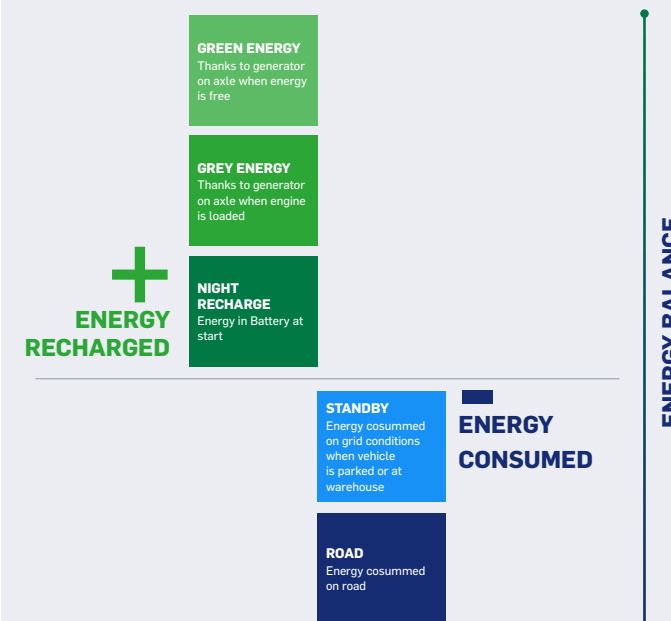 GREEN ENERGY
Thanks to generator
on axle when energy
is free
GREY ENERGY
Thanks to generator
on axle when engine
is loaded
NIGHT
RECHARGE
Energy in Battery at
start
+
ENERGY
RECHARGED
STANDBY
Energy cosummed
on grid conditions
when vehicle
is parked or at
warehouse
ENERGY
CONSUMED
ROAD
Energy cosummed
on road
ENERGY BALANCE